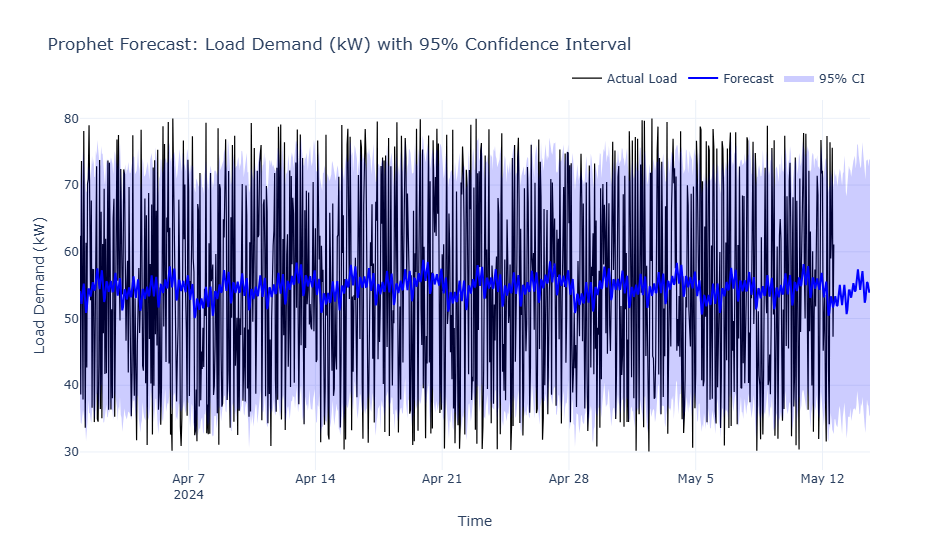 Prophet Forecast: Load Demand (kW) with 95% Confidence Interval
Actual Load Forecast 95% CI
80
70
60
50
40
30
Load Demand (kW)
Apr 7 Apr 14 Apr 21 Apr 28 May 5 May 12
2024
Time